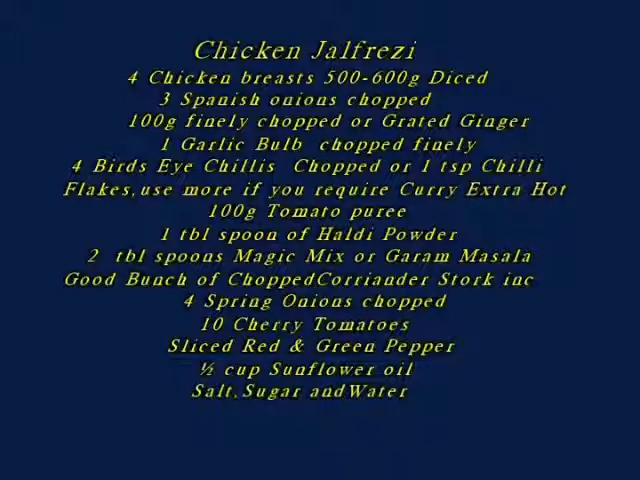 Chicken Jalfrezi
4 Chicken breasts 500-600g Diced
3 Spanish onions chopped
100g finely chopped or Grated Ginger
1 Garlic Bulb chopped finely
4 Birds Eye Chillis Chopped or 1 tsp Chilli
Flakes,use more if you require Curry Extra Hot
100g Tomato puree
1 tbl spoon of Haldi Powder
2 tbl spoons Magic Mix or Garam Masala
Good Bunch of ChoppedCorriander Stork inc
4 Spring Onions chopped
10 Cherry Tomatoes
Sliced Red & Green Pepper
½ cup Sunflower oil
Salt,Sugar andWater